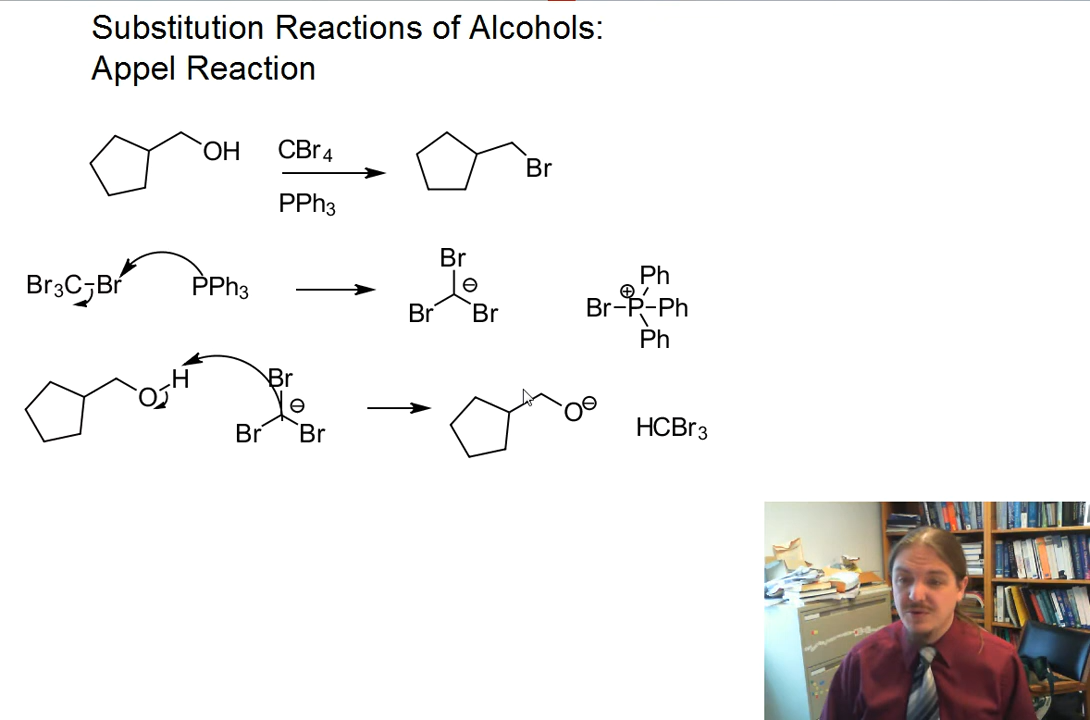 Substitution Reactions of Alcohols:
Appel Reaction
OH CBr4 Br
PPh3
Br3C-Br PPh3 Br ⊖ Br Br Ph ⊕ Br-P-Ph Ph
O H Br ⊖ Br Br O⊖ HCBr3